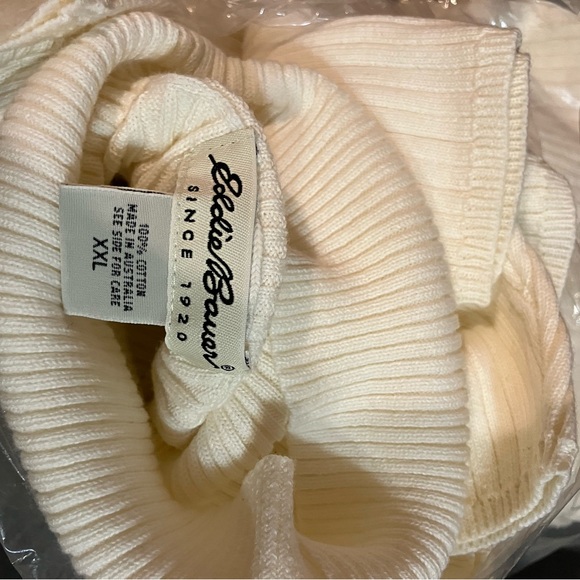 Eddie Bauer®
SINCE 1920
100% COTTON
MADE IN AUSTRALIA
SEE SIDE FOR CARE
XXL